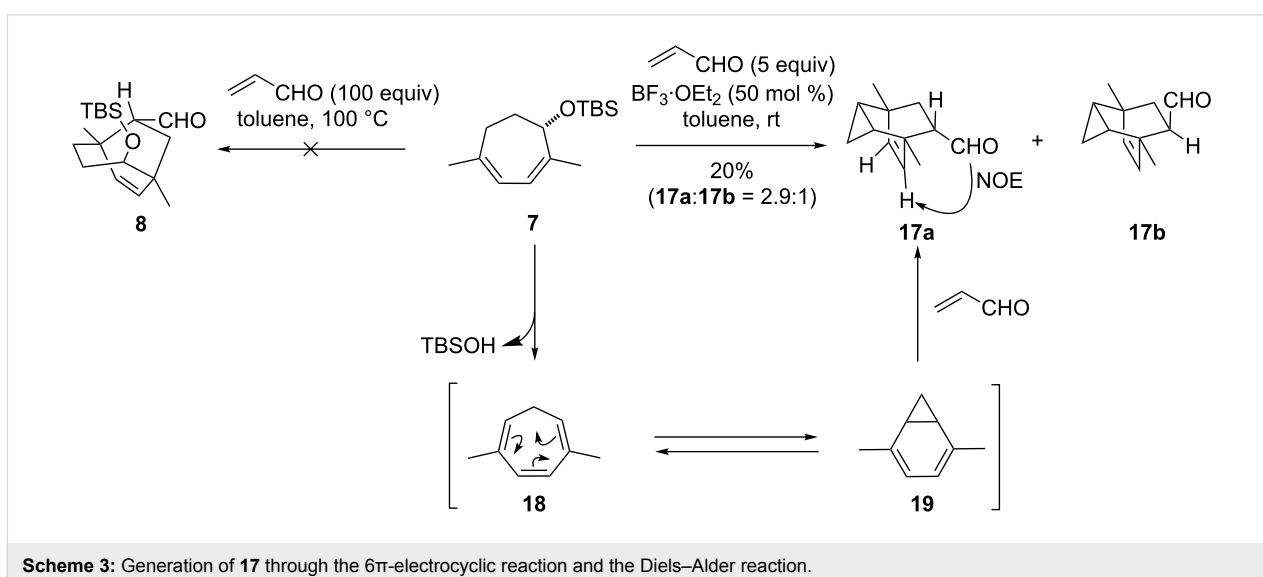 CHO (100 equiv)
toluene, 100 °C
H
TBS
O
CHO
8
OTBS
7
CHO (5 equiv)
BF3·OEt2 (50 mol %)
toluene, rt
20%
(17a:17b = 2.9:1)
H
CHO
H
H
NOE
17a
+
CHO
H
17b
TBSOH
CHO
18
19
Scheme 3: Generation of 17 through the 6π-electrocyclic reaction and the Diels–Alder reaction.